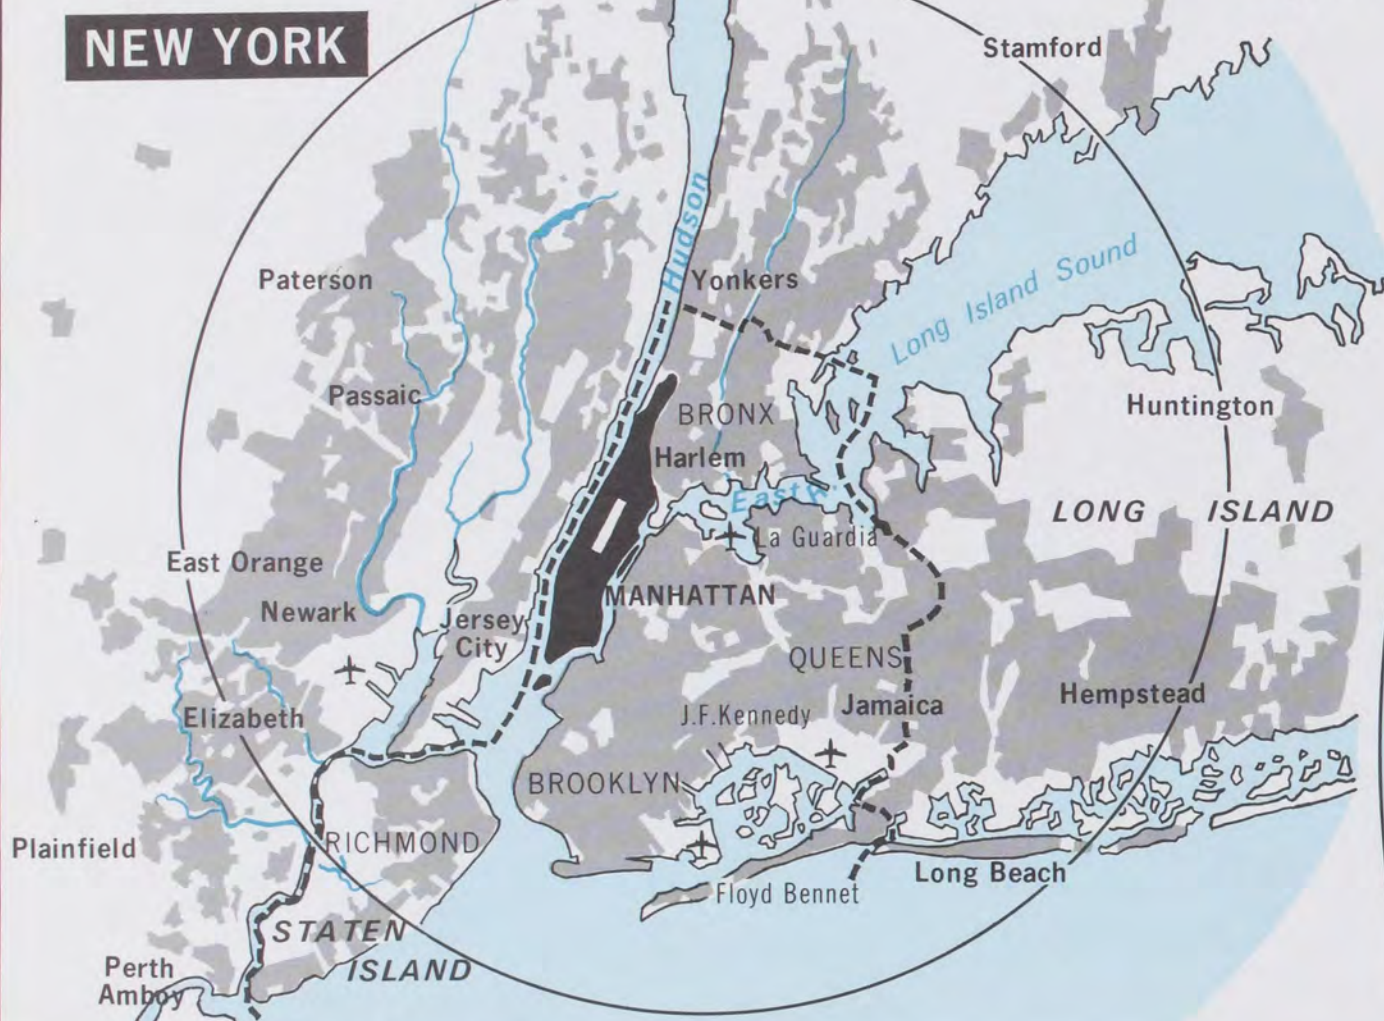 NEW YORK
Stamford
Hudson
Long Island Sound
Paterson
Yonkers
Passaic
BRONX
Huntington
Harlem
East R.
LONG ISLAND
La Guardia
East Orange
MANHATTAN
Newark
Jersey
City
QUEENS
Hempstead
Elizabeth
J.F.Kennedy
Jamaica
BROOKLYN
RICHMOND
Plainfield
Long Beach
Floyd Bennet
STATEN
ISLAND
Perth
Amboy